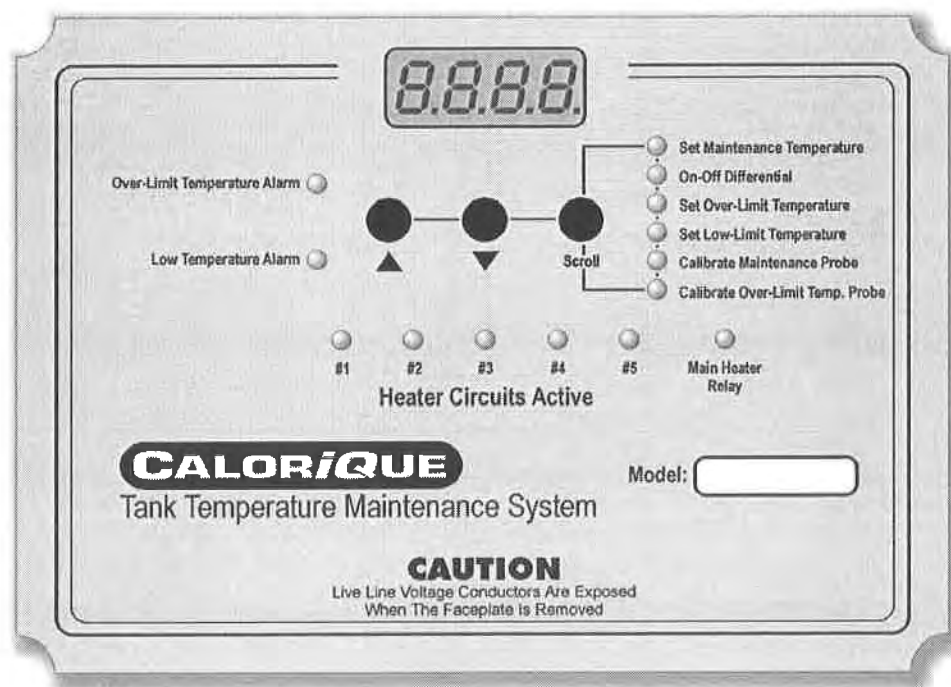 8.8.8.8.
Set Maintenance Temperature
On-Off Differential
Over-Limit Temperature Alarm
Set Over-Limit Temperature
Set Low-Limit Temperature
Low Temperature Alarm
▲ ▼ Scroll
Calibrate Maintenance Probe
Calibrate Over-Limit Temp. Probe
#1 #2 #3 #4 #5 Main Heater
Relay
Heater Circuits Active
CALORiQUE
Model:
Tank Temperature Maintenance System
CAUTION
Live Line Voltage Conductors Are Exposed
When The Faceplate is Removed